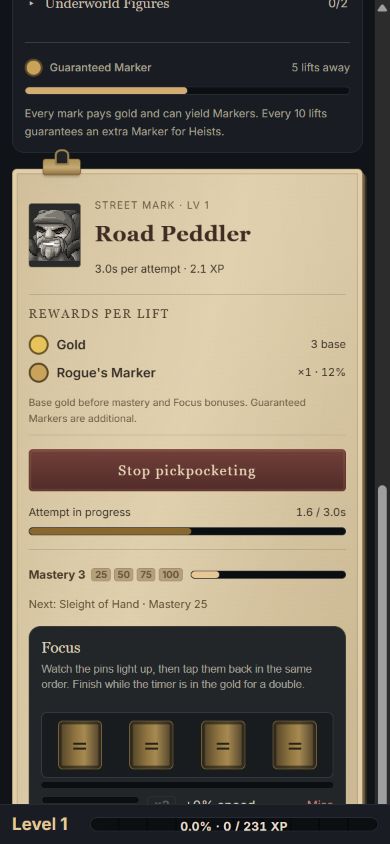 Underworld Figures 0/2
Guaranteed Marker 5 lifts away
Every mark pays gold and can yield Markers. Every 10 lifts
guarantees an extra Marker for Heists.
STREET MARK · LV 1
Road Peddler
3.0s per attempt · 2.1 XP
REWARDS PER LIFT
Gold 3 base
Rogue's Marker ×1 · 12%
Base gold before mastery and Focus bonuses. Guaranteed
Markers are additional.
Stop pickpocketing
Attempt in progress 1.6 / 3.0s
Mastery 3 25 50 75 100
Next: Sleight of Hand · Mastery 25
Focus
Watch the pins light up, then tap them back in the same
order. Finish while the timer is in the gold for a double.
Level 1 0.0% · 0 / 231 XP